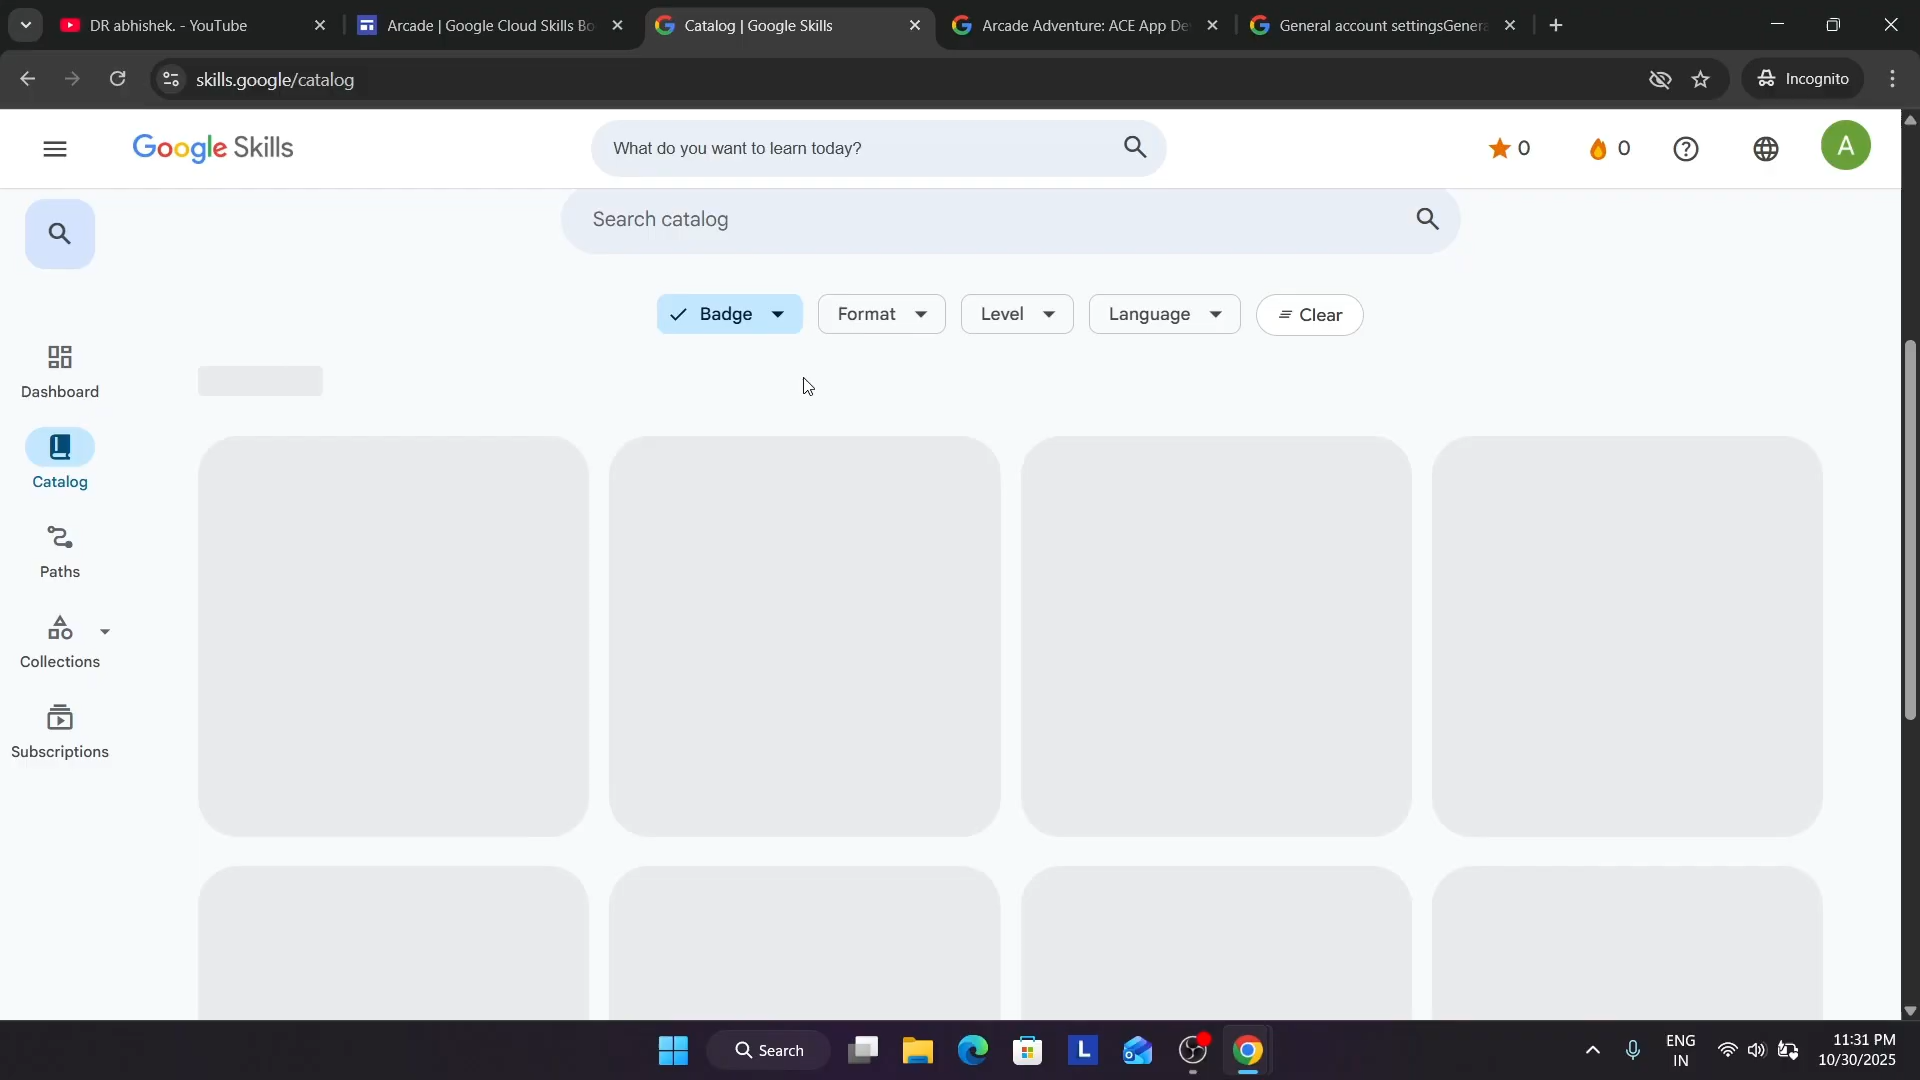 DR abhishek. - YouTube
Arcade | Google Cloud Skills Bo
Catalog | Google Skills
Arcade Adventure: ACE App De
General account settingsGenera
skills.google/catalog
Incognito
Google Skills
What do you want to learn today?
0
0
A
Search catalog
Badge
Format
Level
Language
Clear
Dashboard
Catalog
Paths
Collections
Subscriptions
Search
L
ENG
IN
11:31 PM
10/30/2025